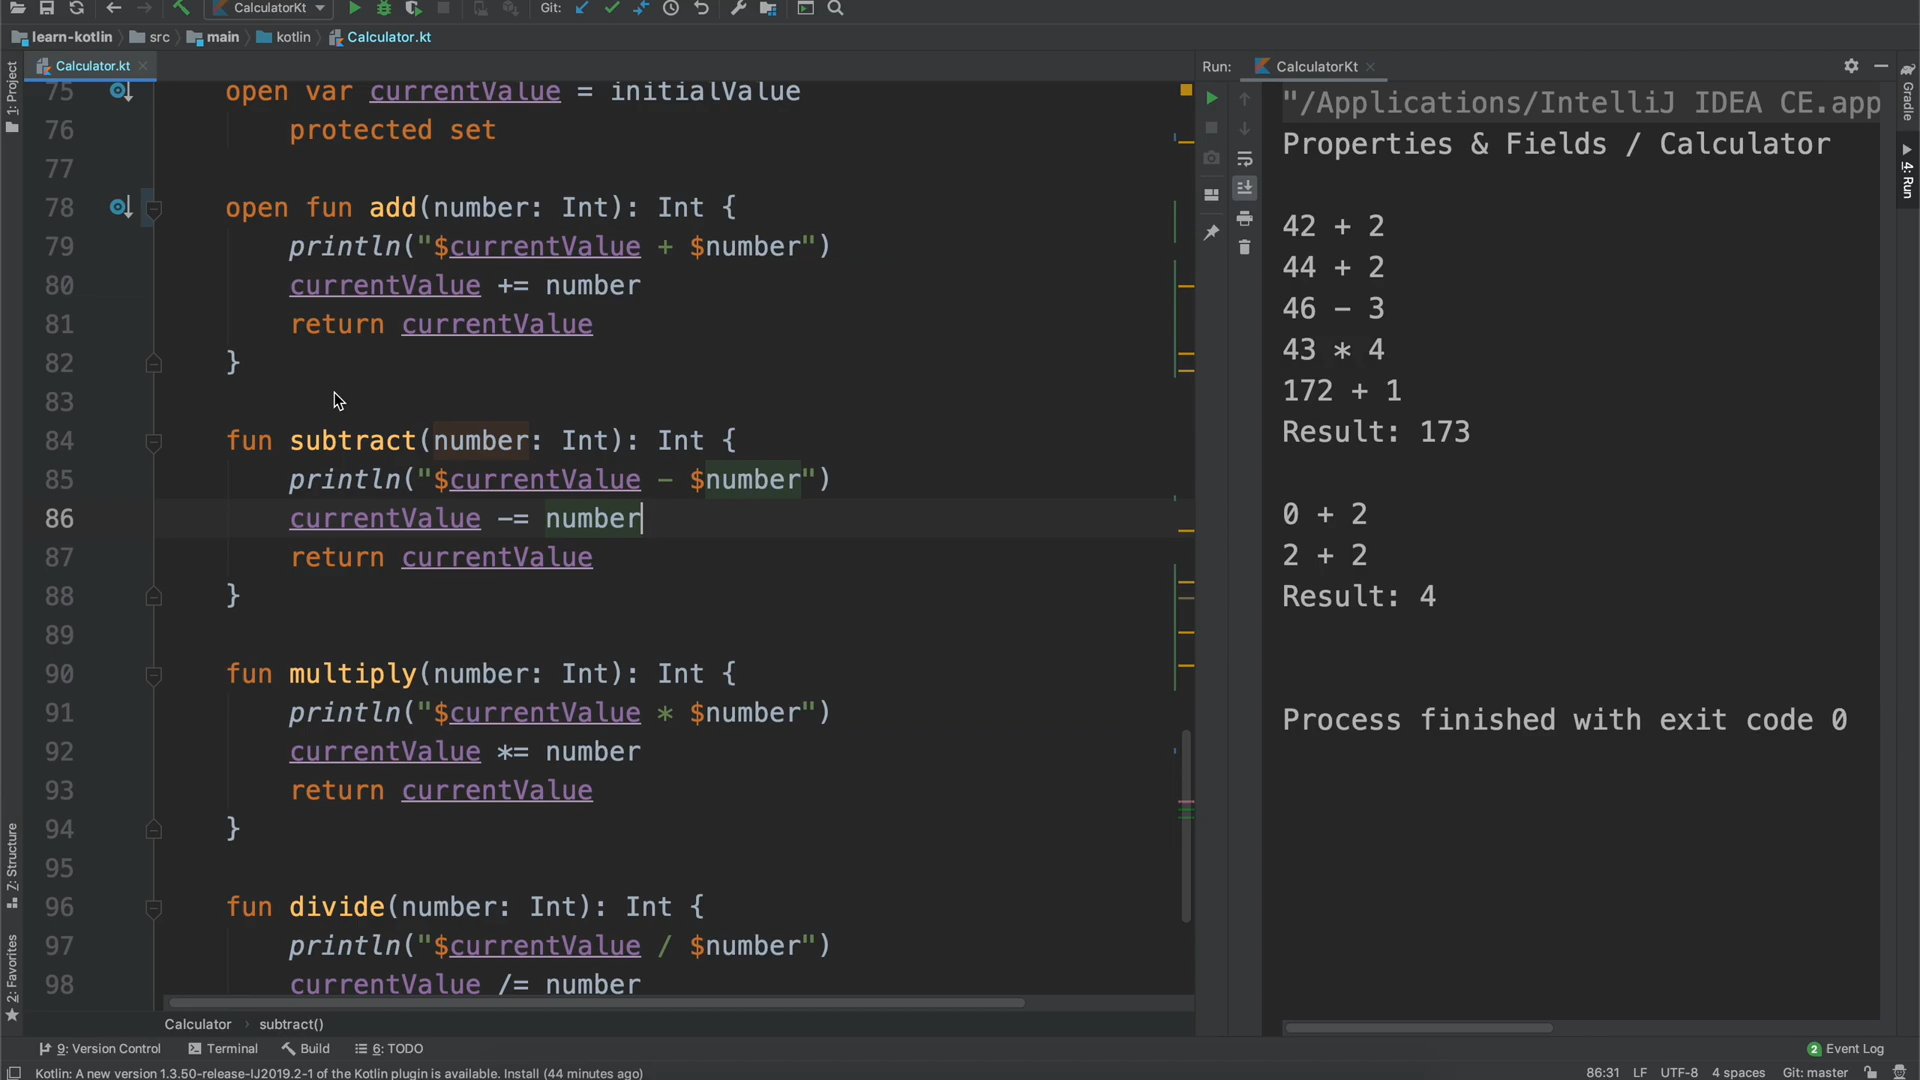 CalculatorKt
Git:
learn-kotlin
src
main
kotlin
Calculator.kt
1: Project
Calculator.kt
75 open var currentValue = initialValue
76 protected set
77
78 open fun add(number: Int): Int {
79 println("$currentValue + $number")
80 currentValue += number
81 return currentValue
82 }
83
84 fun subtract(number: Int): Int {
85 println("$currentValue - $number")
86 currentValue -= number
87 return currentValue
88 }
89
90 fun multiply(number: Int): Int {
91 println("$currentValue * $number")
92 currentValue *= number
93 return currentValue
94 }
95
96 fun divide(number: Int): Int {
97 println("$currentValue / $number")
98 currentValue /= number
Calculator › subtract()
Run: CalculatorKt
"/Applications/IntelliJ IDEA CE.app
Properties & Fields / Calculator
42 + 2
44 + 2
46 - 3
43 * 4
172 + 1
Result: 173
0 + 2
2 + 2
Result: 4
Process finished with exit code 0
Gradle
4: Run
Z: Structure
2: Favorites
9: Version Control
Terminal
Build
6: TODO
2 Event Log
Kotlin: A new version 1.3.50-release-IJ2019.2-1 of the Kotlin plugin is available. Install (44 minutes ago)
86:31 LF UTF-8 4 spaces Git: master